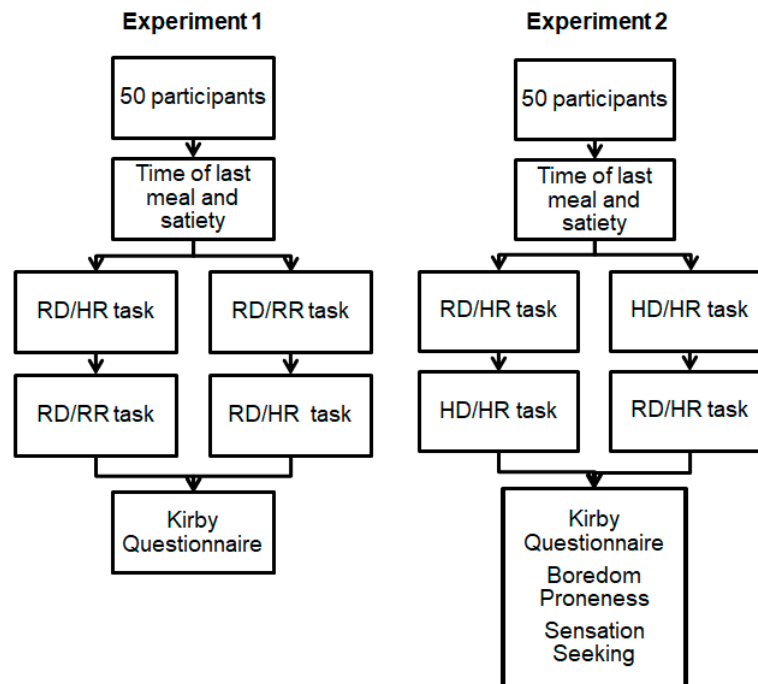 Experiment 1
50 participants
Time of last
meal and
satiety
RD/HR task
RD/RR task
RD/RR task
RD/HR task
Kirby
Questionnaire
Experiment 2
50 participants
Time of last
meal and
satiety
RD/HR task
HD/HR task
HD/HR task
RD/HR task
Kirby
Questionnaire
Boredom
Proneness
Sensation
Seeking